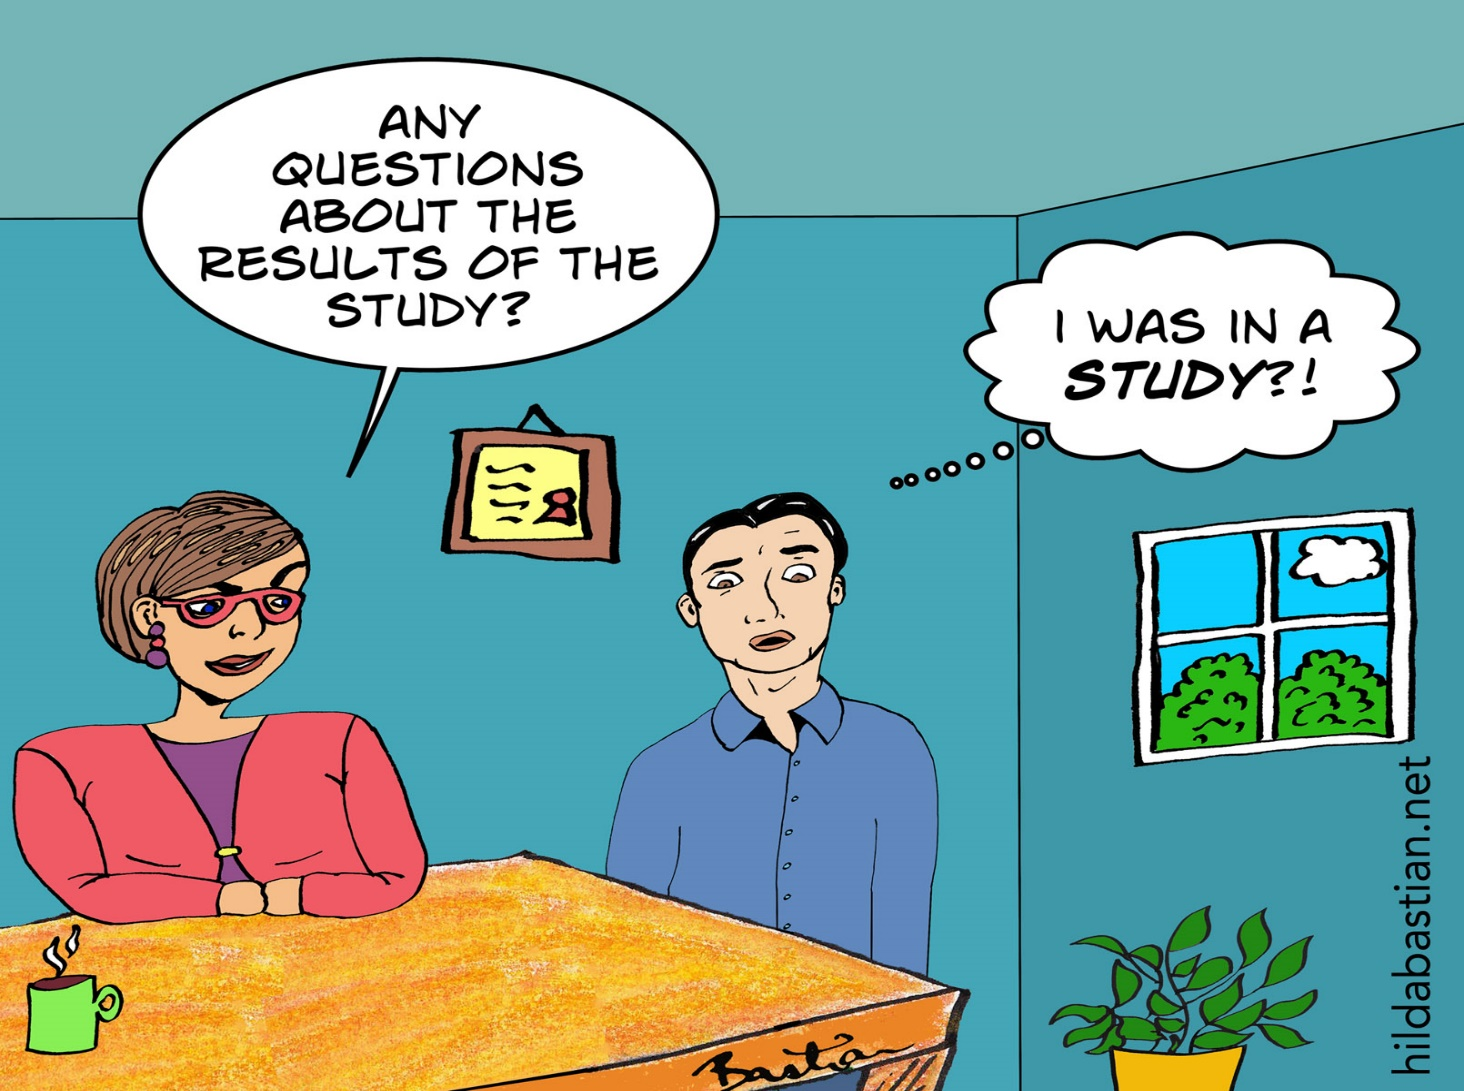 ANY
QUESTIONS
ABOUT THE
RESULTS OF THE
STUDY?
I WAS IN A
STUDY?!
hildabastian.net
Bastian